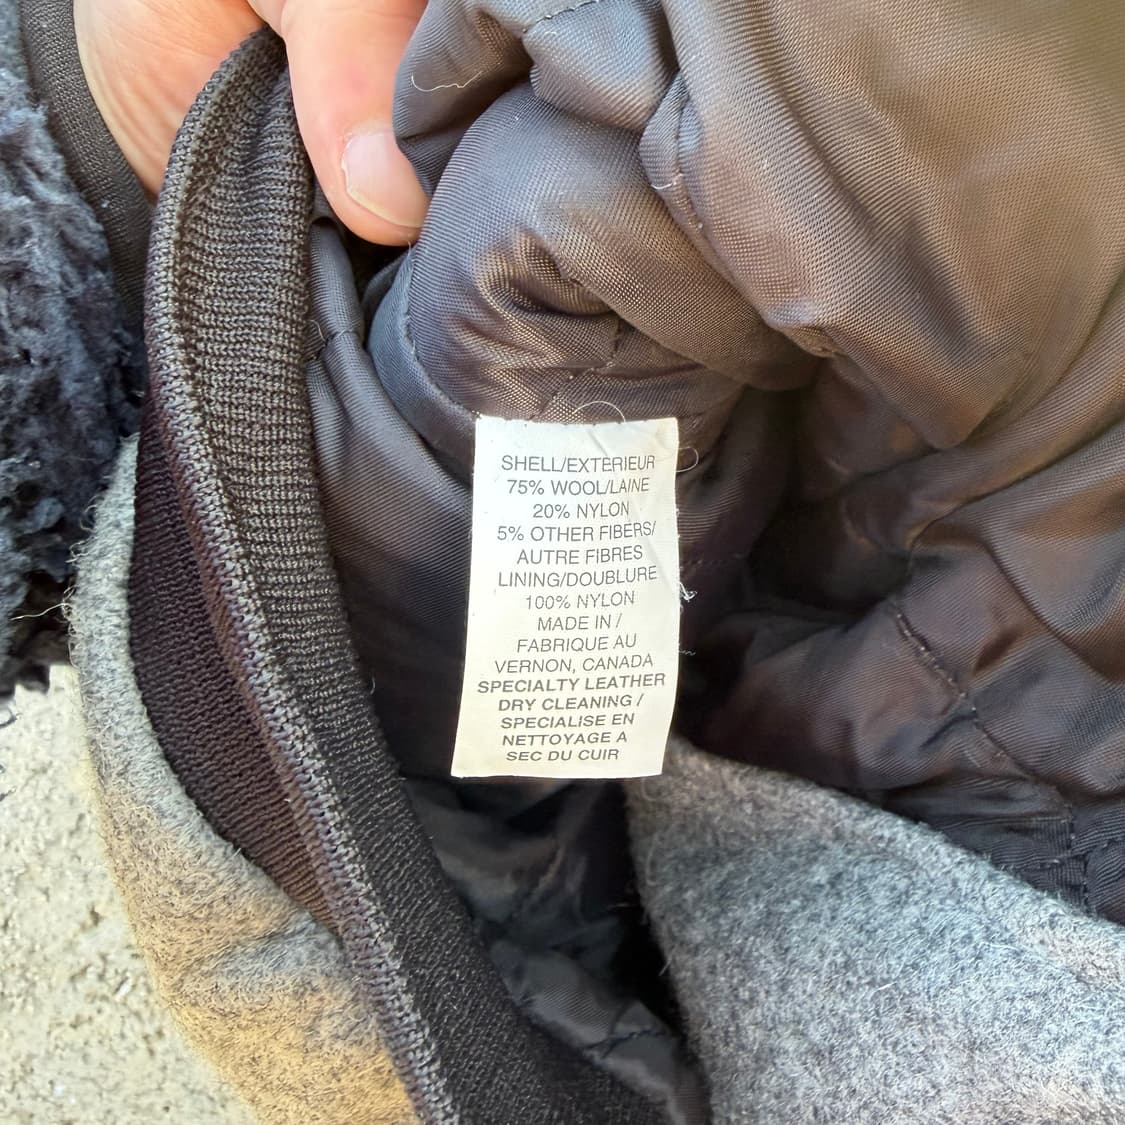 SHELL/EXTERIEUR
75% WOOL/LAINE
20% NYLON
5% OTHER FIBERS/
AUTRE FIBRES
LINING/DOUBLURE
100% NYLON
MADE IN /
FABRIQUE AU
VERNON, CANADA
SPECIALTY LEATHER
DRY CLEANING /
SPECIALISE EN
NETTOYAGE A
SEC DU CUIR